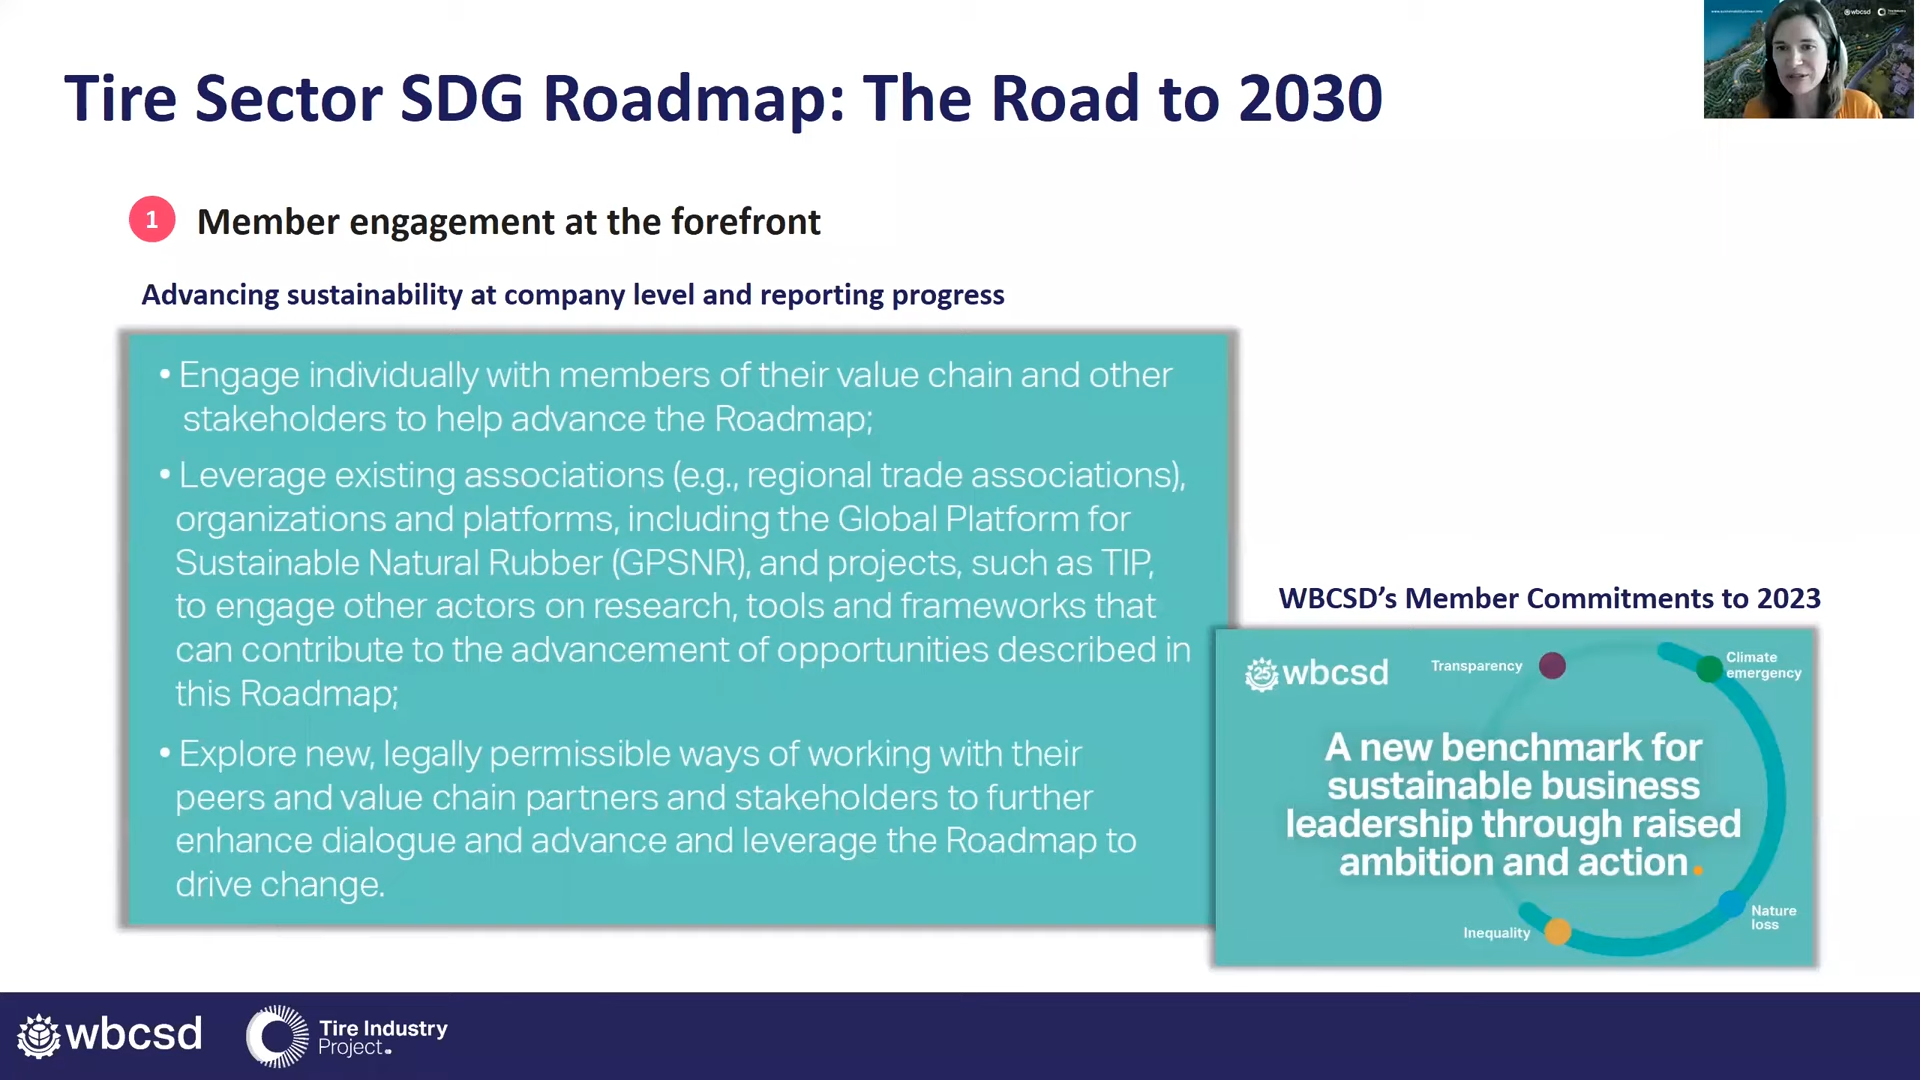 Tire Sector SDG Roadmap: The Road to 2030
wbcsd
1 Member engagement at the forefront
Advancing sustainability at company level and reporting progress
• Engage individually with members of their value chain and other
stakeholders to help advance the Roadmap;
• Leverage existing associations (e.g., regional trade associations),
organizations and platforms, including the Global Platform for
Sustainable Natural Rubber (GPSNR), and projects, such as TIP,
to engage other actors on research, tools and frameworks that
can contribute to the advancement of opportunities described in
this Roadmap;
• Explore new, legally permissible ways of working with their
peers and value chain partners and stakeholders to further
enhance dialogue and advance and leverage the Roadmap to
drive change.
WBCSD’s Member Commitments to 2023
25 wbcsd
Transparency
Climate
emergency
A new benchmark for
sustainable business
leadership through raised
ambition and action.
Nature
loss
Inequality
wbcsd
Tire Industry
Project